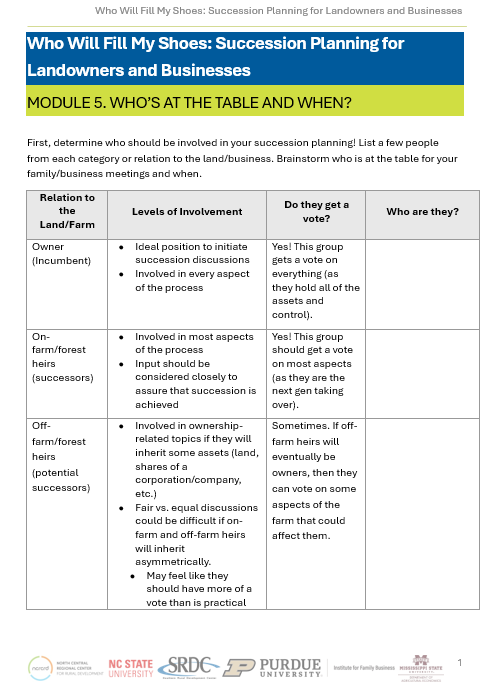 Who Will Fill My Shoes: Succession Planning for Landowners and Businesses
Who Will Fill My Shoes: Succession Planning for
Landowners and Businesses
MODULE 5. WHO'S AT THE TABLE AND WHEN?
First, determine who should be involved in your succession planning! List a few people
from each category or relation to the land/business. Brainstorm who is at the table for your
family/business meetings and when.
Relation to
the
Land/Farm
Levels of Involvement
Do they get a
vote?
Who are they?
Owner
(Incumbent)
• Ideal position to initiate
succession discussions
• Involved in every aspect
of the process
Yes! This group
gets a vote on
everything (as
they hold all of the
assets and
control).
On-
farm/forest
heirs
(successors)
• Involved in most aspects
of the process
• Input should be
considered closely to
assure that succession is
achieved
Yes! This group
should get a vote
on most aspects
(as they are the
next gen taking
over).
Off-
farm/forest
heirs
(potential
successors)
• Involved in ownership-
related topics if they will
inherit some assets (land,
shares of a
corporation/company,
etc.)
• Fair vs. equal discussions
could be difficult if on-
farm and off-farm heirs
will inherit
asymmetrically.
• May feel like they
should have more of a
vote than is practical
Sometimes. If off-
farm heirs will
eventually be
owners, then they
can vote on some
aspects of the
farm that could
affect them.
NORTH CENTRAL
REGIONAL CENTER
FOR RURAL DEVELOPMENT
NC STATE
UNIVERSITY
SRDC
PURDUE
UNIVERSITY
Institute for Family Business
MISSISSIPPI STATE
UNIVERSITY
1